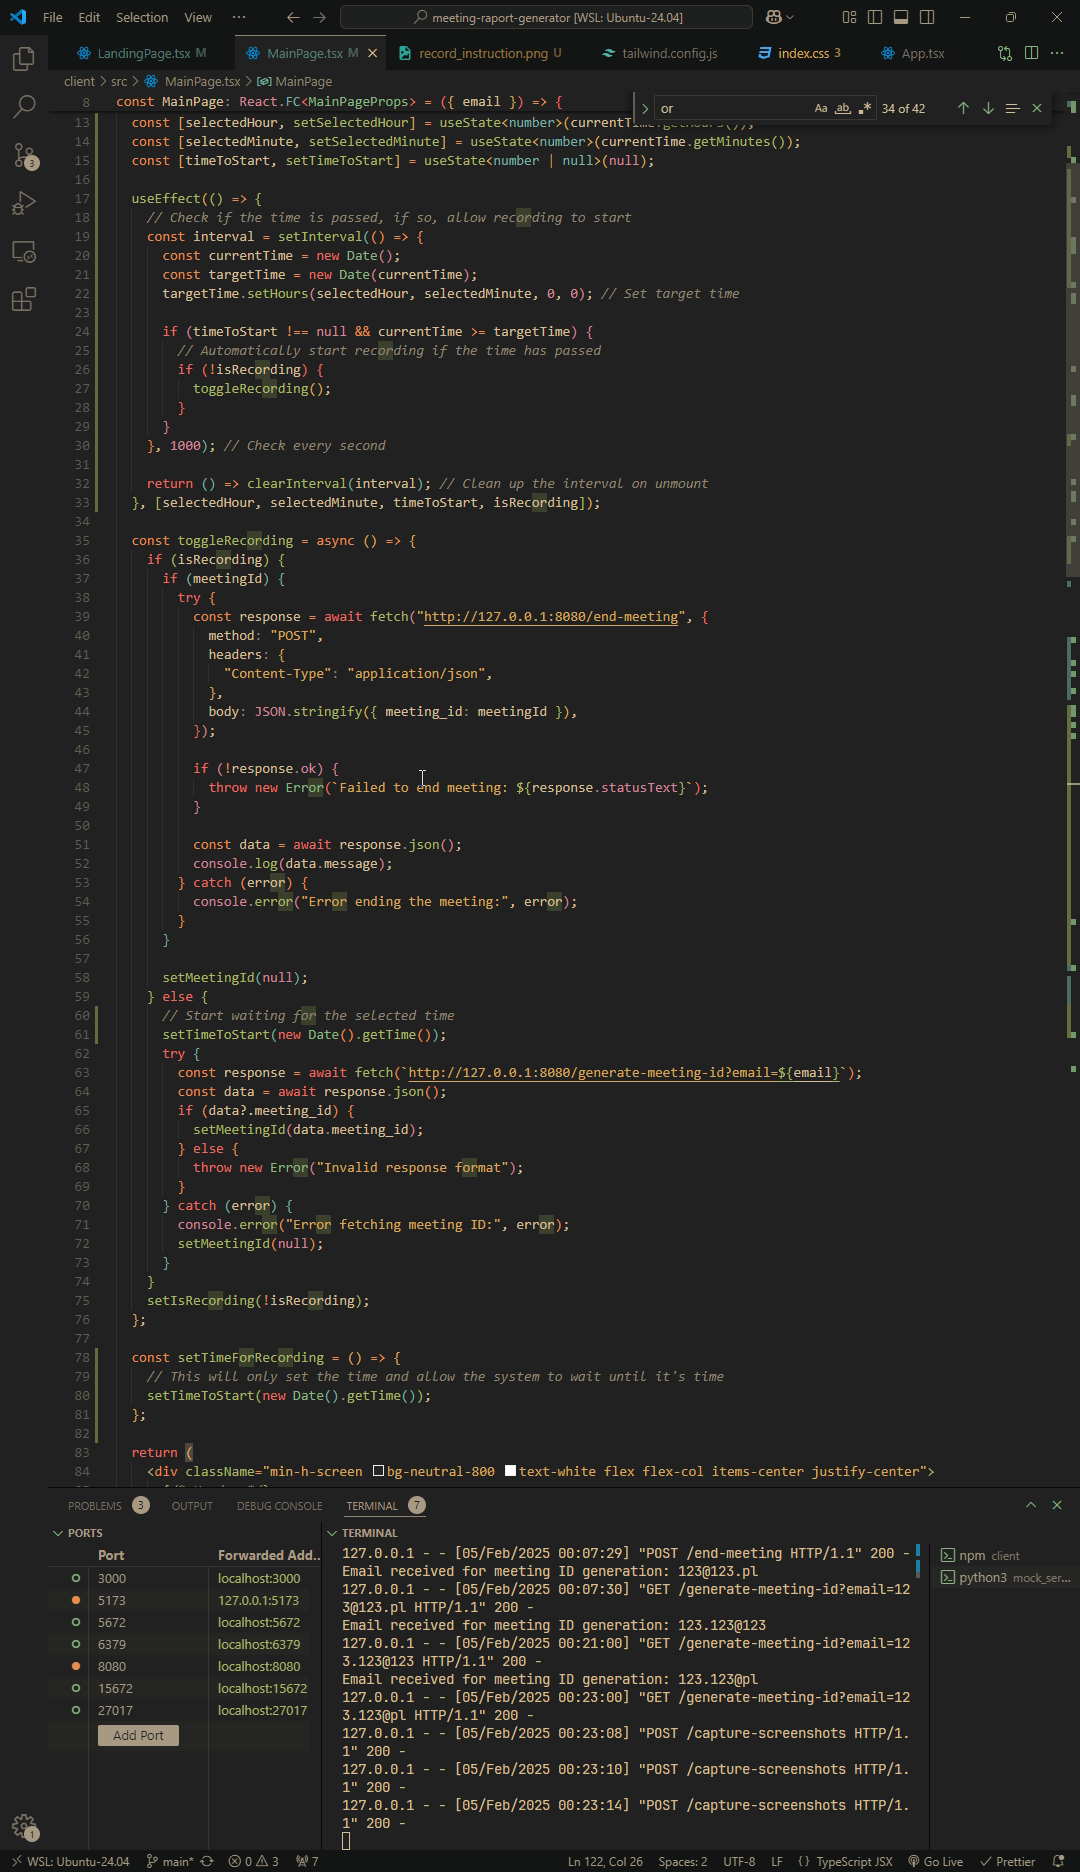 File Edit Selection View ··· meeting-raport-generator [WSL: Ubuntu-24.04]
LandingPage.tsx M MainPage.tsx M record_instruction.png U tailwind.config.js index.css 3 App.tsx
client > src > MainPage.tsx > MainPage
or Aa ab 34 of 42
8 const MainPage: React.FC<MainPageProps> = ({ email }) => {
13 const [selectedHour, setSelectedHour] = useState<number>(currentTime.getHours());
14 const [selectedMinute, setSelectedMinute] = useState<number>(currentTime.getMinutes());
15 const [timeToStart, setTimeToStart] = useState<number | null>(null);
16
17 useEffect(() => {
18 // Check if the time is passed, if so, allow recording to start
19 const interval = setInterval(() => {
20 const currentTime = new Date();
21 const targetTime = new Date(currentTime);
22 targetTime.setHours(selectedHour, selectedMinute, 0, 0); // Set target time
23
24 if (timeToStart !== null && currentTime >= targetTime) {
25 // Automatically start recording if the time has passed
26 if (!isRecording) {
27 toggleRecording();
28 }
29 }
30 }, 1000); // Check every second
31
32 return () => clearInterval(interval); // Clean up the interval on unmount
33 }, [selectedHour, selectedMinute, timeToStart, isRecording]);
34
35 const toggleRecording = async () => {
36 if (isRecording) {
37 if (meetingId) {
38 try {
39 const response = await fetch("http://127.0.0.1:8080/end-meeting", {
40 method: "POST",
41 headers: {
42 "Content-Type": "application/json",
43 },
44 body: JSON.stringify({ meeting_id: meetingId }),
45 });
46
47 if (!response.ok) {
48 throw new Error(`Failed to end meeting: ${response.statusText}`);
49 }
50
51 const data = await response.json();
52 console.log(data.message);
53 } catch (error) {
54 console.error("Error ending the meeting:", error);
55 }
56 }
57
58 setMeetingId(null);
59 } else {
60 // Start waiting for the selected time
61 setTimeToStart(new Date().getTime());
62 try {
63 const response = await fetch(`http://127.0.0.1:8080/generate-meeting-id?email=${email}`);
64 const data = await response.json();
65 if (data?.meeting_id) {
66 setMeetingId(data.meeting_id);
67 } else {
68 throw new Error("Invalid response format");
69 }
70 } catch (error) {
71 console.error("Error fetching meeting ID:", error);
72 setMeetingId(null);
73 }
74 }
75 setIsRecording(!isRecording);
76 };
77
78 const setTimeForRecording = () => {
79 // This will only set the time and allow the system to wait until it's time
80 setTimeToStart(new Date().getTime());
81 };
82
83 return (
84 <div className="min-h-screen bg-neutral-800 text-white flex flex-col items-center justify-center">
PROBLEMS 3 OUTPUT DEBUG CONSOLE TERMINAL 7
PORTS
Port Forwarded Add...
3000 localhost:3000
5173 127.0.0.1:5173
5672 localhost:5672
6379 localhost:6379
8080 localhost:8080
15672 localhost:15672
27017 localhost:27017
Add Port
TERMINAL
127.0.0.1 - - [05/Feb/2025 00:07:29] "POST /end-meeting HTTP/1.1" 200 -
Email received for meeting ID generation: 123@123.pl
127.0.0.1 - - [05/Feb/2025 00:07:30] "GET /generate-meeting-id?email=12
3@123.pl HTTP/1.1" 200 -
Email received for meeting ID generation: 123.123@123
127.0.0.1 - - [05/Feb/2025 00:21:00] "GET /generate-meeting-id?email=12
3.123@123 HTTP/1.1" 200 -
Email received for meeting ID generation: 123.123@pl
127.0.0.1 - - [05/Feb/2025 00:23:00] "GET /generate-meeting-id?email=12
3.123@pl HTTP/1.1" 200 -
127.0.0.1 - - [05/Feb/2025 00:23:08] "POST /capture-screenshots HTTP/1.
1" 200 -
127.0.0.1 - - [05/Feb/2025 00:23:10] "POST /capture-screenshots HTTP/1.
1" 200 -
127.0.0.1 - - [05/Feb/2025 00:23:14] "POST /capture-screenshots HTTP/1.
1" 200 -
npm client
python3 mock_ser...
3
1
WSL: Ubuntu-24.04 main* 0 3 7 Ln 122, Col 26 Spaces: 2 UTF-8 LF {} TypeScript JSX Go Live Prettier